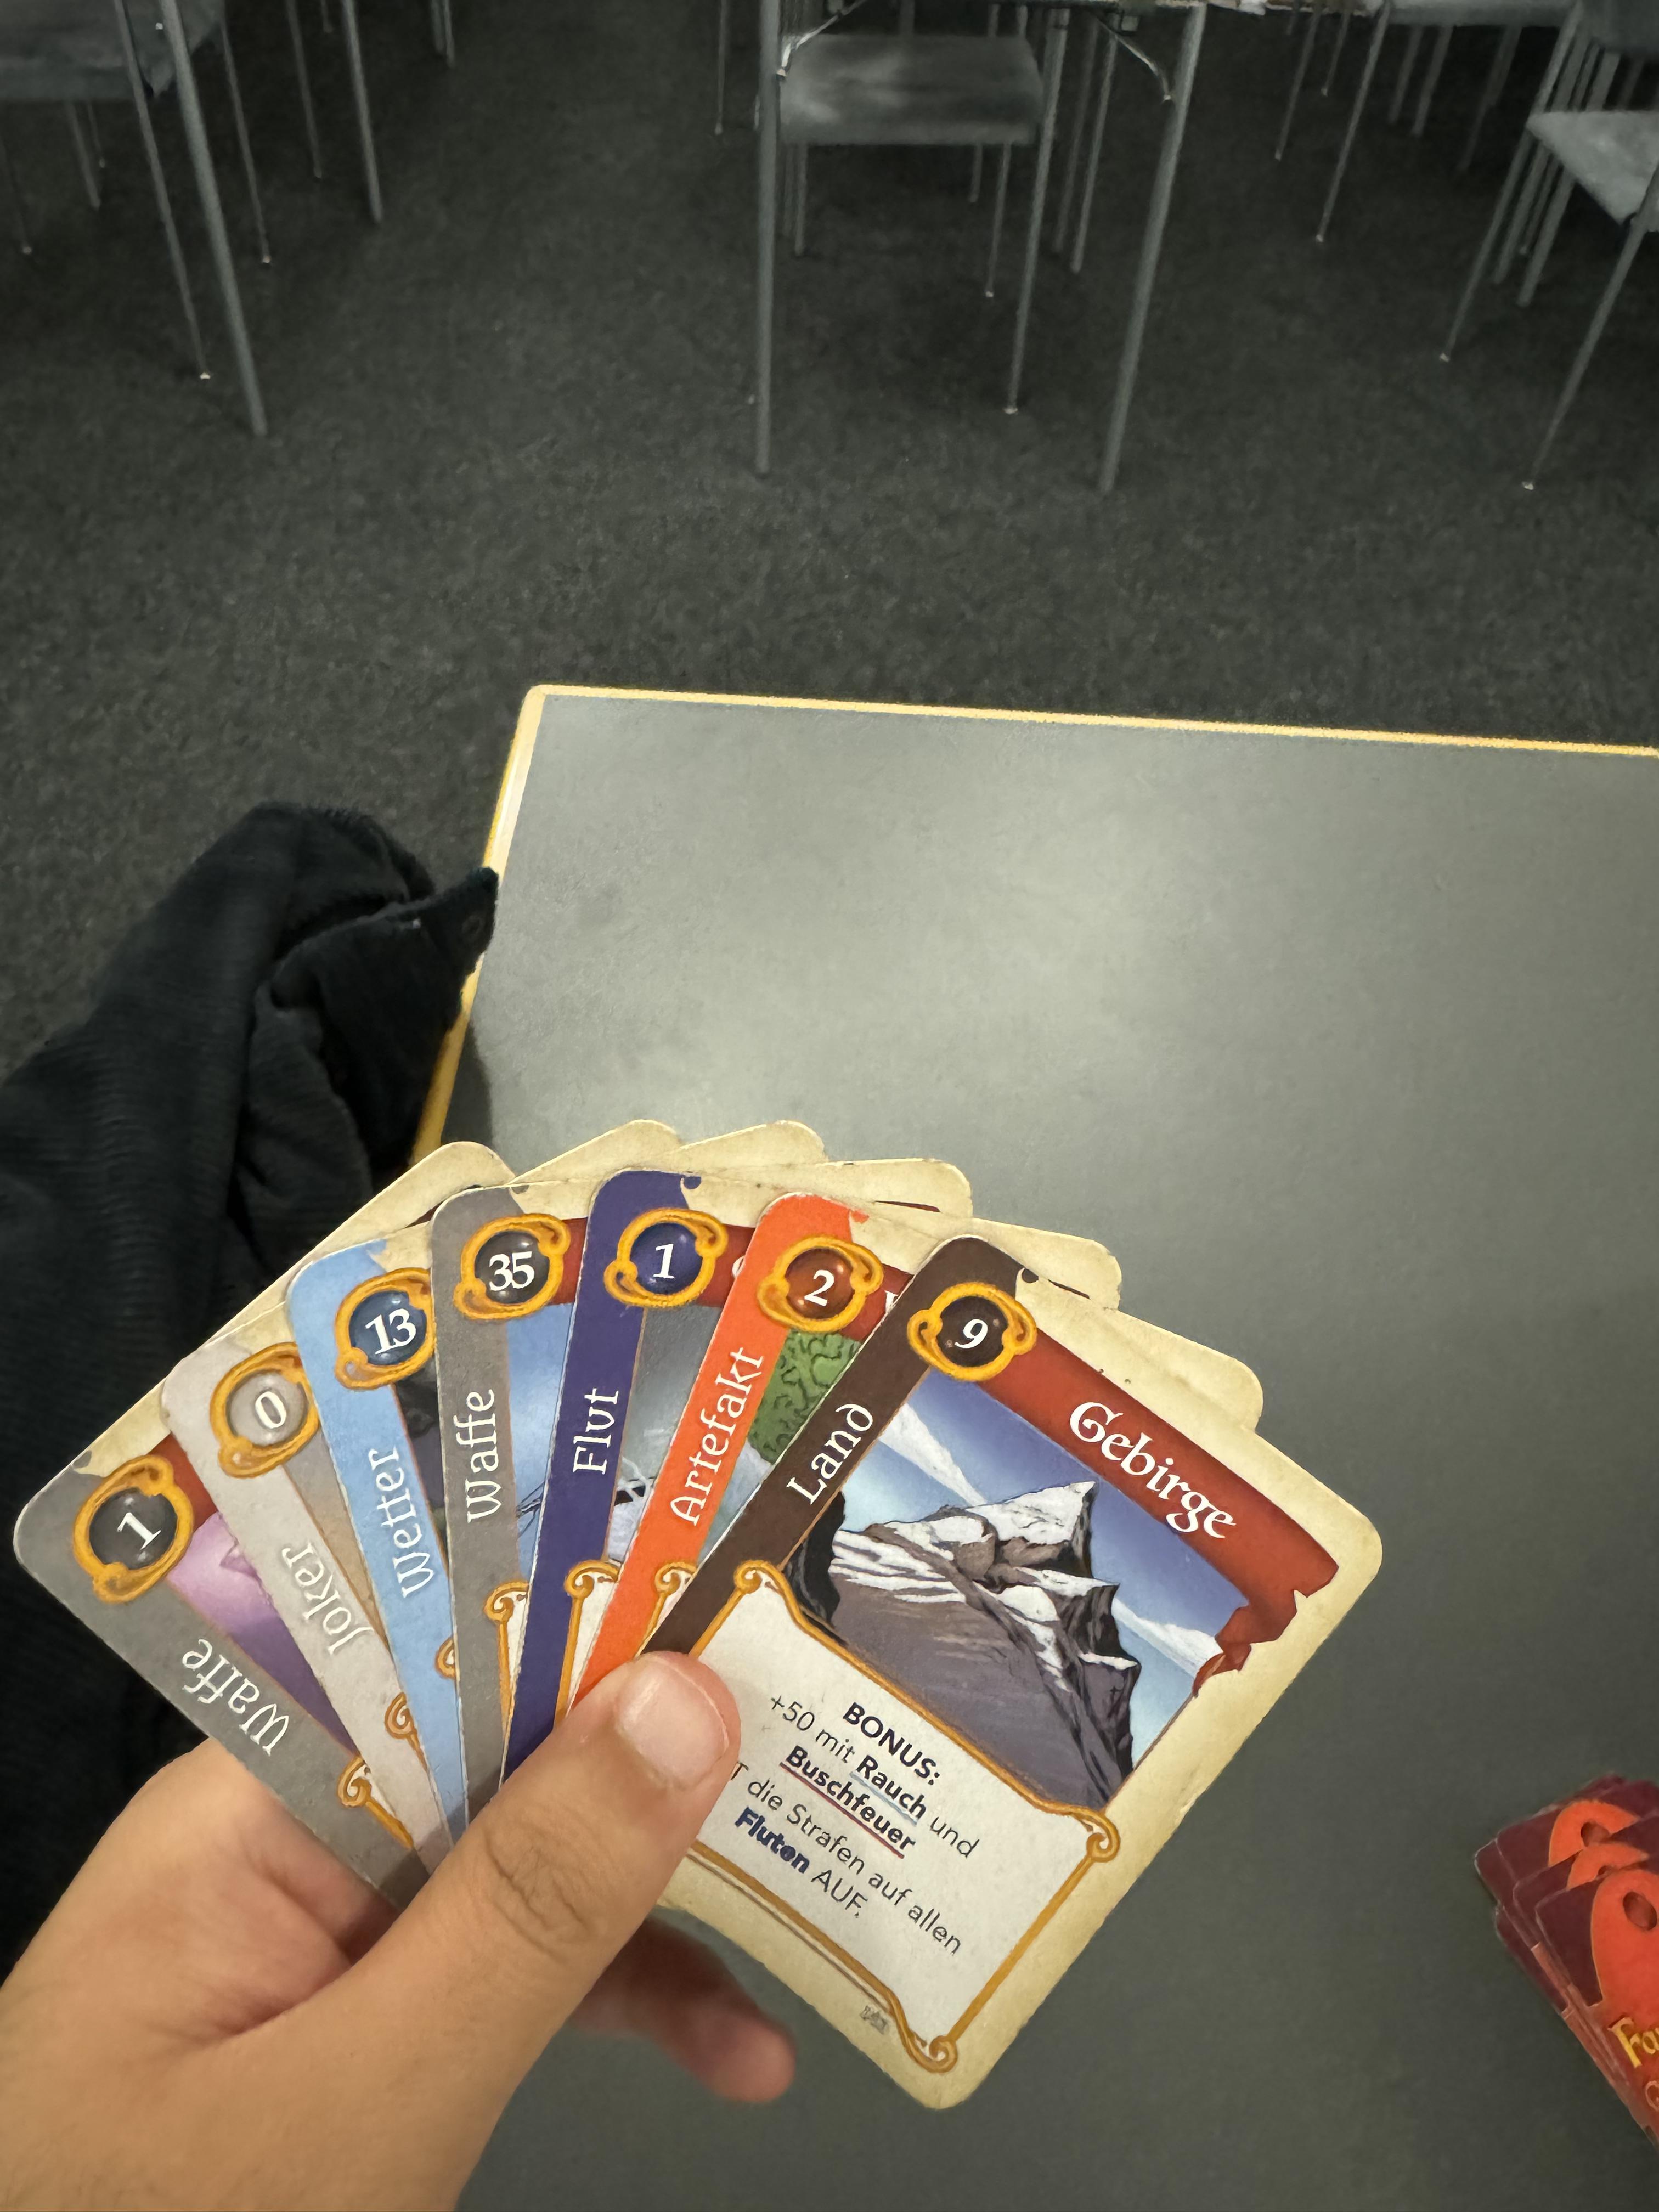 1
Waffe
0
Joker
13
Wetter
35
Waffe
1
Flut
2
Artefakt
9
Land
Gebirge
BONUS:
+50 mit Rauch und
Buschfeuer
die Strafen auf allen
Fluten AUF.